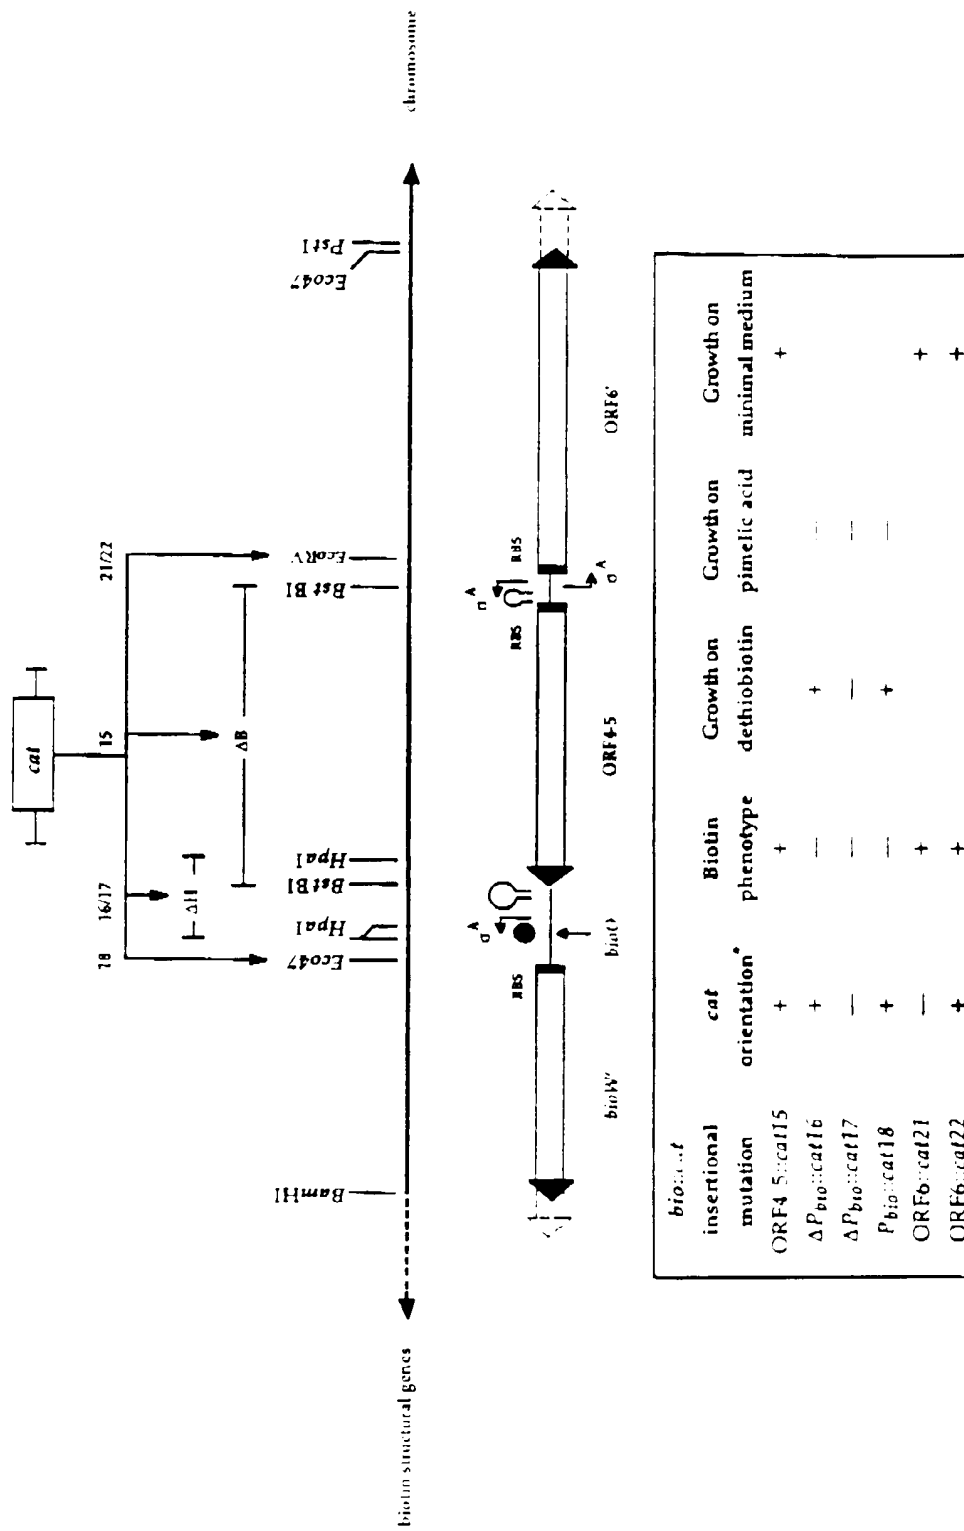 cat
18
16/17
15
21/22
ΔH
ΔB
BamHI
Eco47
HpaI
BstBI
HpaI
BstBI
EcoRV
Eco47
PstI
biotin structural genes
chromosome
σA
σA
σA
RBS
RBS
RBS
bioW'
bioO
ORF4-5
ORF6'
insertional mutation
cat orientation*
Biotin phenotype
Growth on dethiobiotin
Growth on pimelic acid
Growth on minimal medium
ORF4 5::cat15 + + +
ΔPbio::cat16 + — + —
ΔPbio::cat17 — — — —
Pbio::cat18 + — + —
ORF6::cat21 — + +
ORF6::cat22 + + +